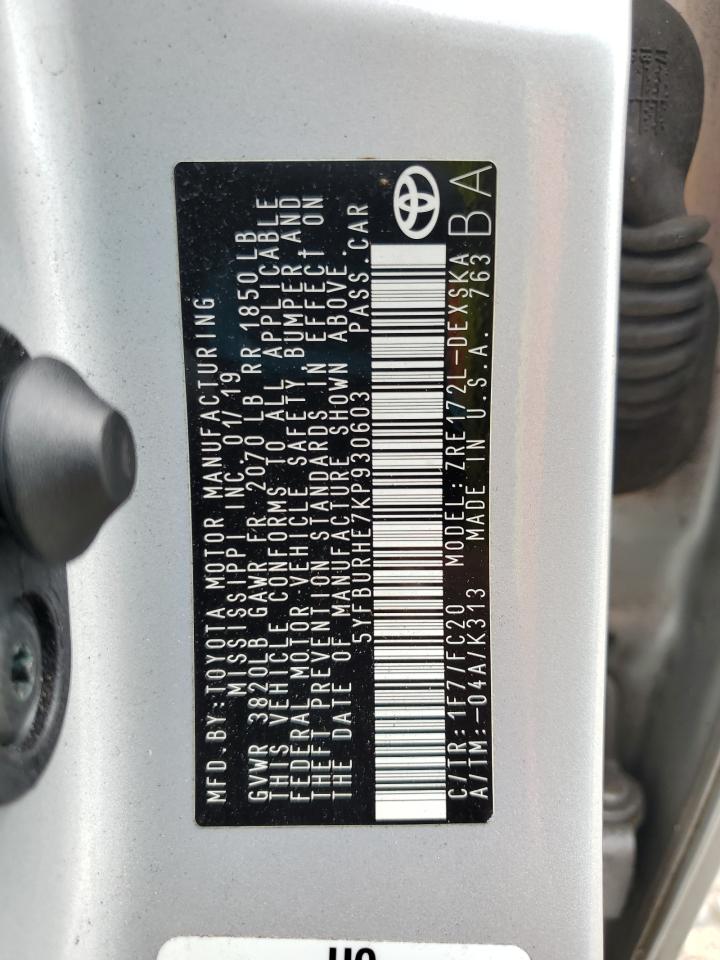 MFD.BY:TOYOTA MOTOR MANUFACTURING
MISSISSIPPI INC. 01/19
GVWR 3820LB GAWR FR 2070 LB RR 1850 LB
THIS VEHICLE CONFORMS TO ALL APPLICABLE
FEDERAL MOTOR VEHICLE SAFETY, BUMPER AND
THEFT PREVENTION STANDARDS IN EFFECT ON
THE DATE OF MANUFACTURE SHOWN ABOVE.
5YFBURHE7KP930603 PASS.CAR
C/TR:1F7/FC20 MODEL:ZRE172L-DEXSKA
A/TM:-04A/K313 MADE IN U.S.A. 763
BA